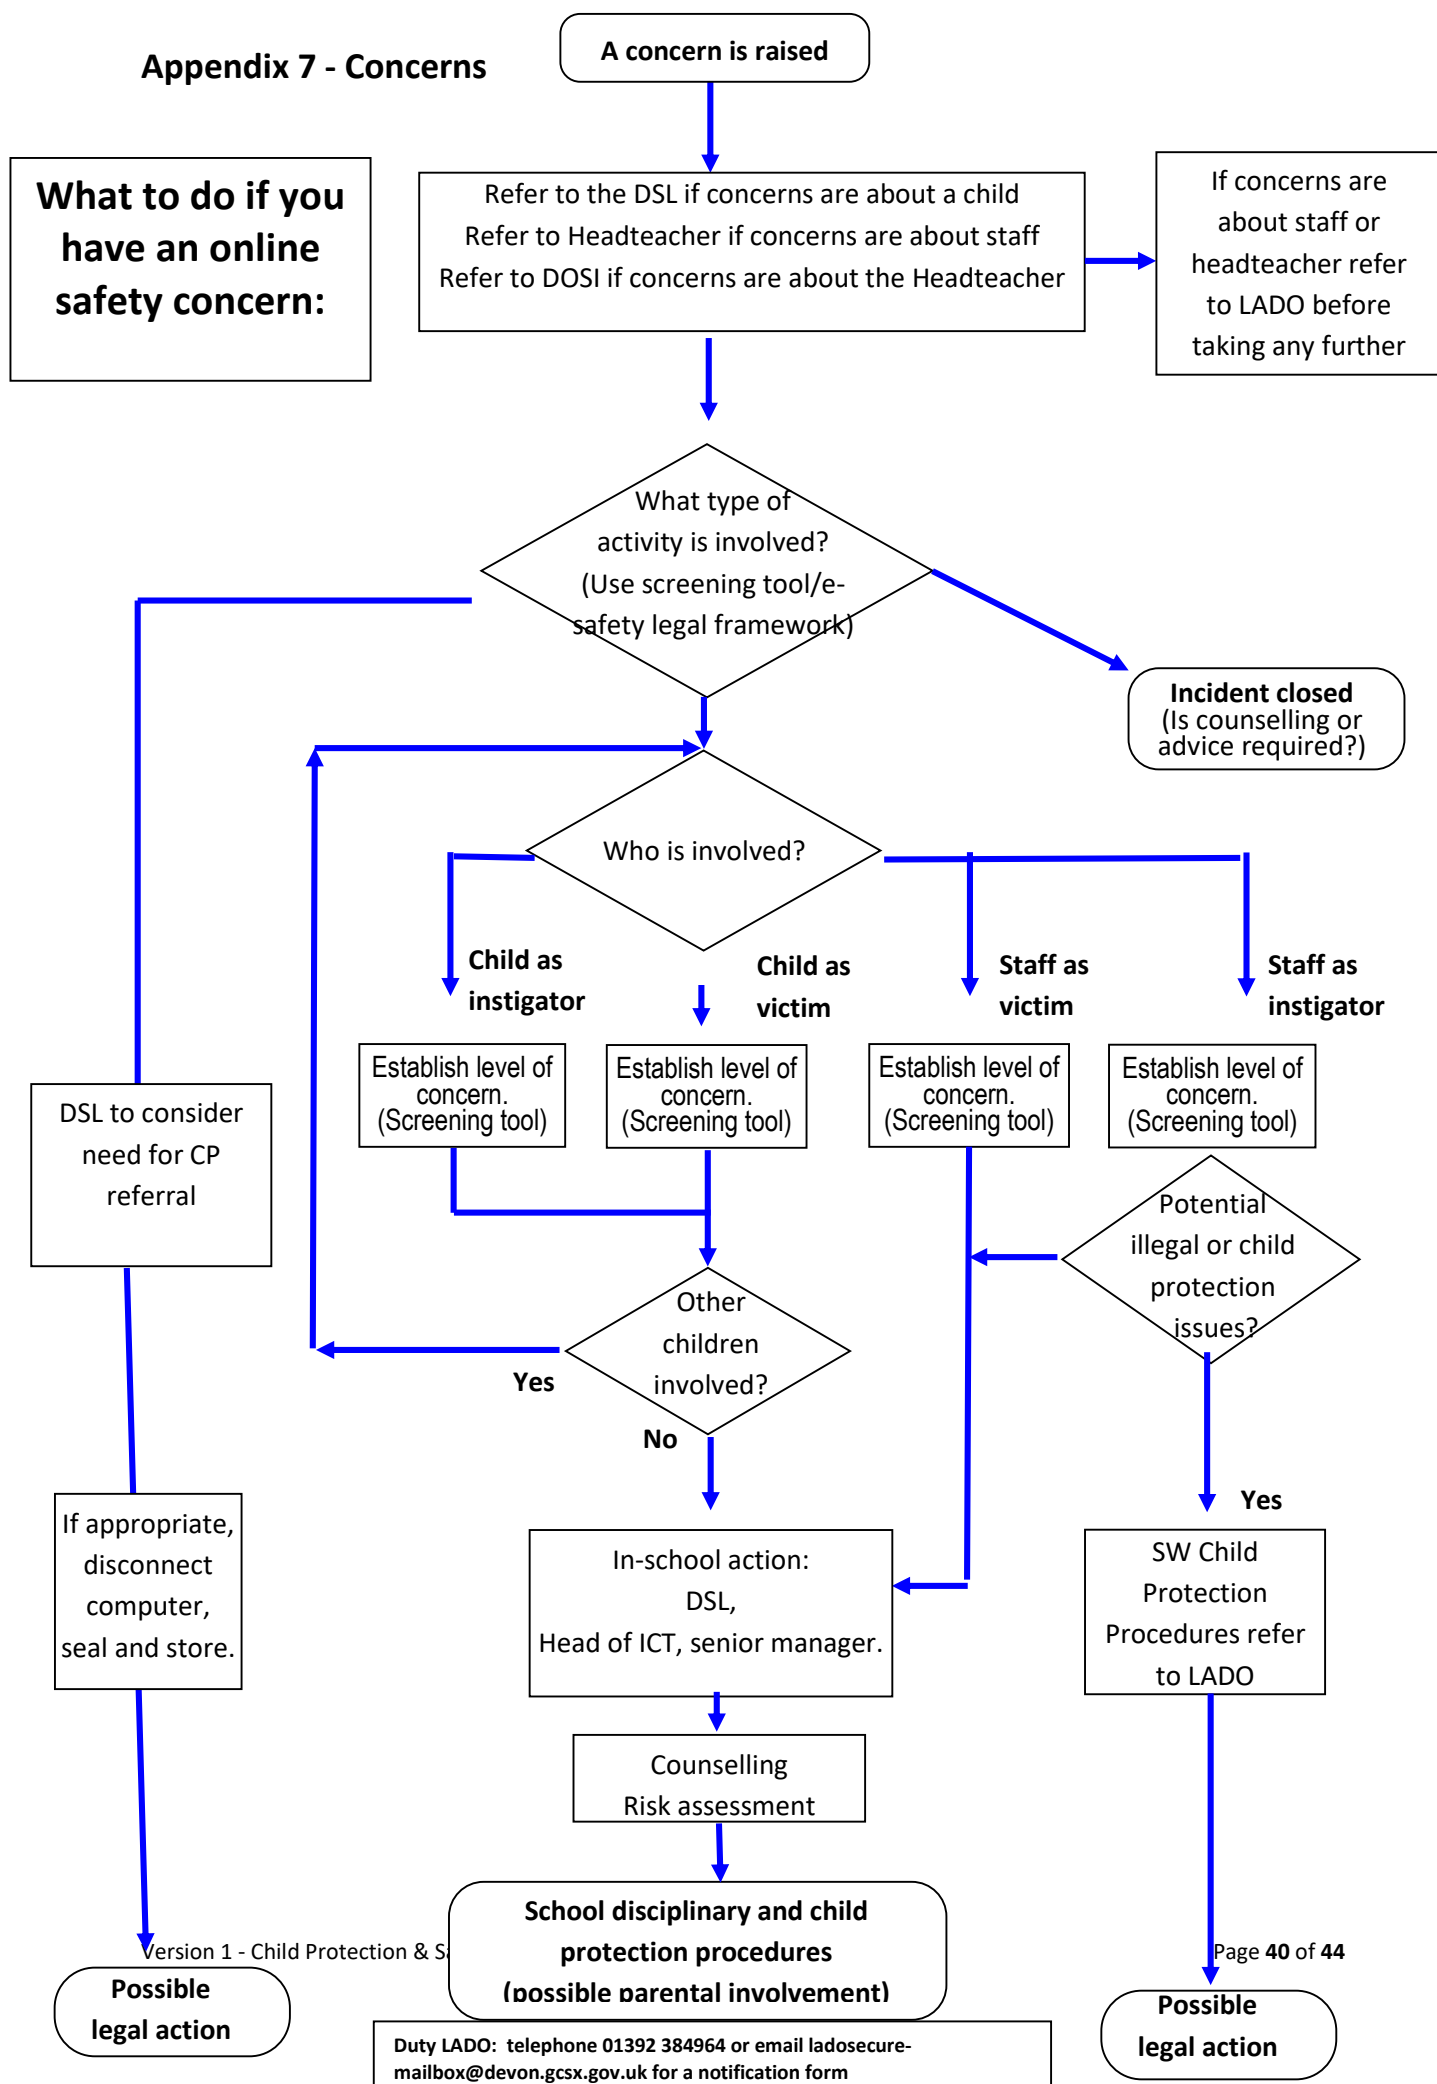 Appendix 7 - Concerns
A concern is raised
What to do if you
have an online
safety concern:
Refer to the DSL if concerns are about a child
Refer to Headteacher if concerns are about staff
Refer to DOSI if concerns are about the Headteacher
If concerns are
about staff or
headteacher refer
to LADO before
taking any further
What type of
activity is involved?
(Use screening tool/e-
safety legal framework)
Incident closed
(Is counselling or
advice required?)
Who is involved?
Child as
instigator
Child as
victim
Staff as
victim
Staff as
instigator
Establish level of
concern.
(Screening tool)
Establish level of
concern.
(Screening tool)
Establish level of
concern.
(Screening tool)
Establish level of
concern.
(Screening tool)
DSL to consider
need for CP
referral
Potential
illegal or child
protection
issues?
Other
children
involved?
Yes
No
Yes
If appropriate,
disconnect
computer,
seal and store.
In-school action:
DSL,
Head of ICT, senior manager.
SW Child
Protection
Procedures refer
to LADO
Counselling
Risk assessment
School disciplinary and child
protection procedures
(possible parental involvement)
Version 1 - Child Protection &
Page 40 of 44
Possible
legal action
Possible
legal action
Duty LADO: telephone 01392 384964 or email ladosecure-
mailbox@devon.gcsx.gov.uk for a notification form